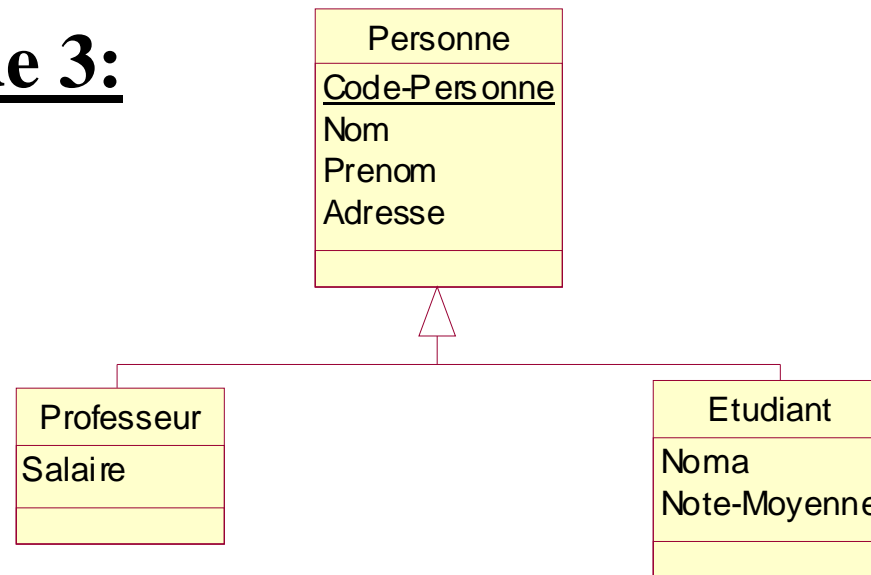 e 3:
Personne
Code-Personne
Nom
Prenom
Adresse
Professeur
Salaire
Etudiant
Noma
Note-Moyenne